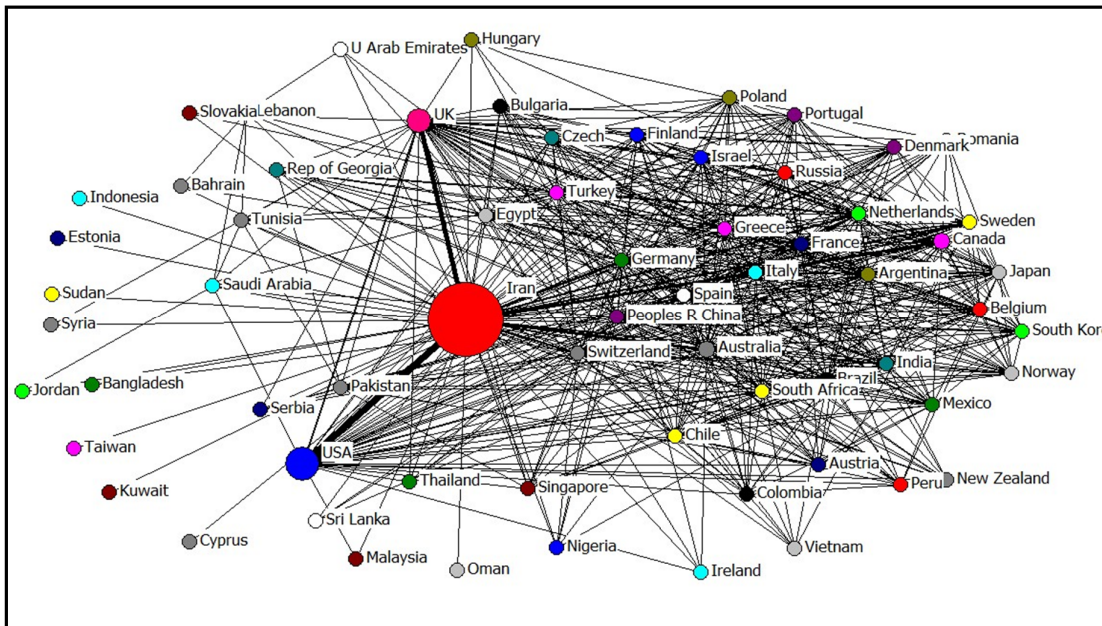 Hungary
U Arab Emirates
Poland
Slovakia
Lebanon
UK
Bulgaria
Portugal
Czech
Finland
Romania
Denmark
Israel
Rep of Georgia
Russia
Bahrain
Turkey
Indonesia
Egypt
Netherlands
Tunisia
Sweden
Greece
Canada
Estonia
France
Germany
Italy
Argentina
Japan
Saudi Arabia
Iran
Sudan
Spain
Belgium
Peoples R China
Syria
South Kore
Switzerland
Australia
India
Norway
Brazil
Bangladesh
Pakistan
Jordan
South Africa
Mexico
Serbia
Chile
Taiwan
USA
Austria
New Zealand
Thailand
Singapore
Peru
Kuwait
Colombia
Sri Lanka
Cyprus
Nigeria
Vietnam
Malaysia
Oman
Ireland